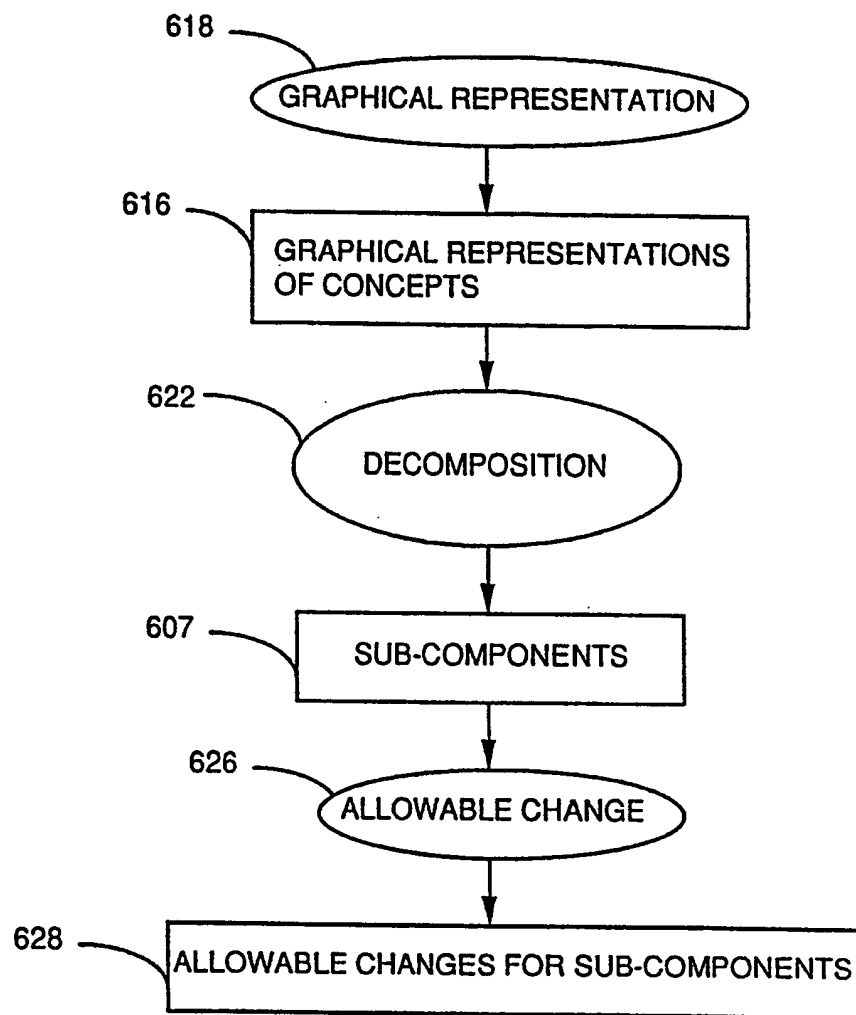 618
GRAPHICAL REPRESENTATION
616
GRAPHICAL REPRESENTATIONS
OF CONCEPTS
622
DECOMPOSITION
607
SUB-COMPONENTS
626
ALLOWABLE CHANGE
628
ALLOWABLE CHANGES FOR SUB-COMPONENTS